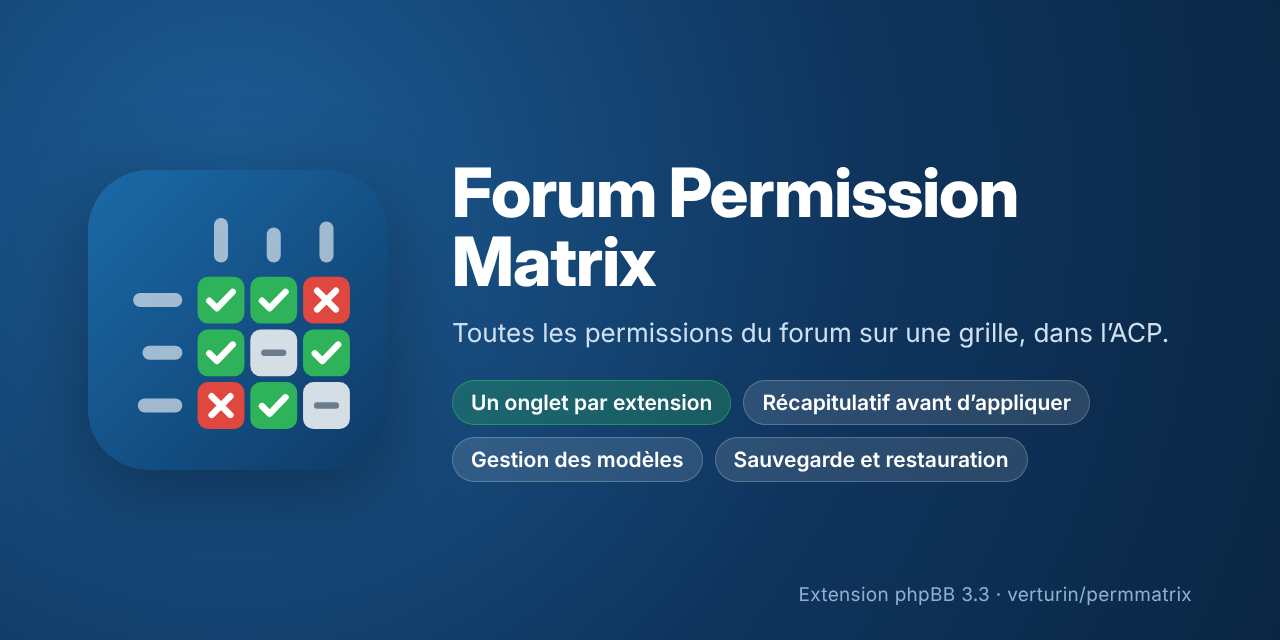 Forum Permission
Matrix
Toutes les permissions du forum sur une grille, dans l’ACP.
Un onglet par extension
Récapitulatif avant d’appliquer
Gestion des modèles
Sauvegarde et restauration
Extension phpBB 3.3 · verturin/permmatrix